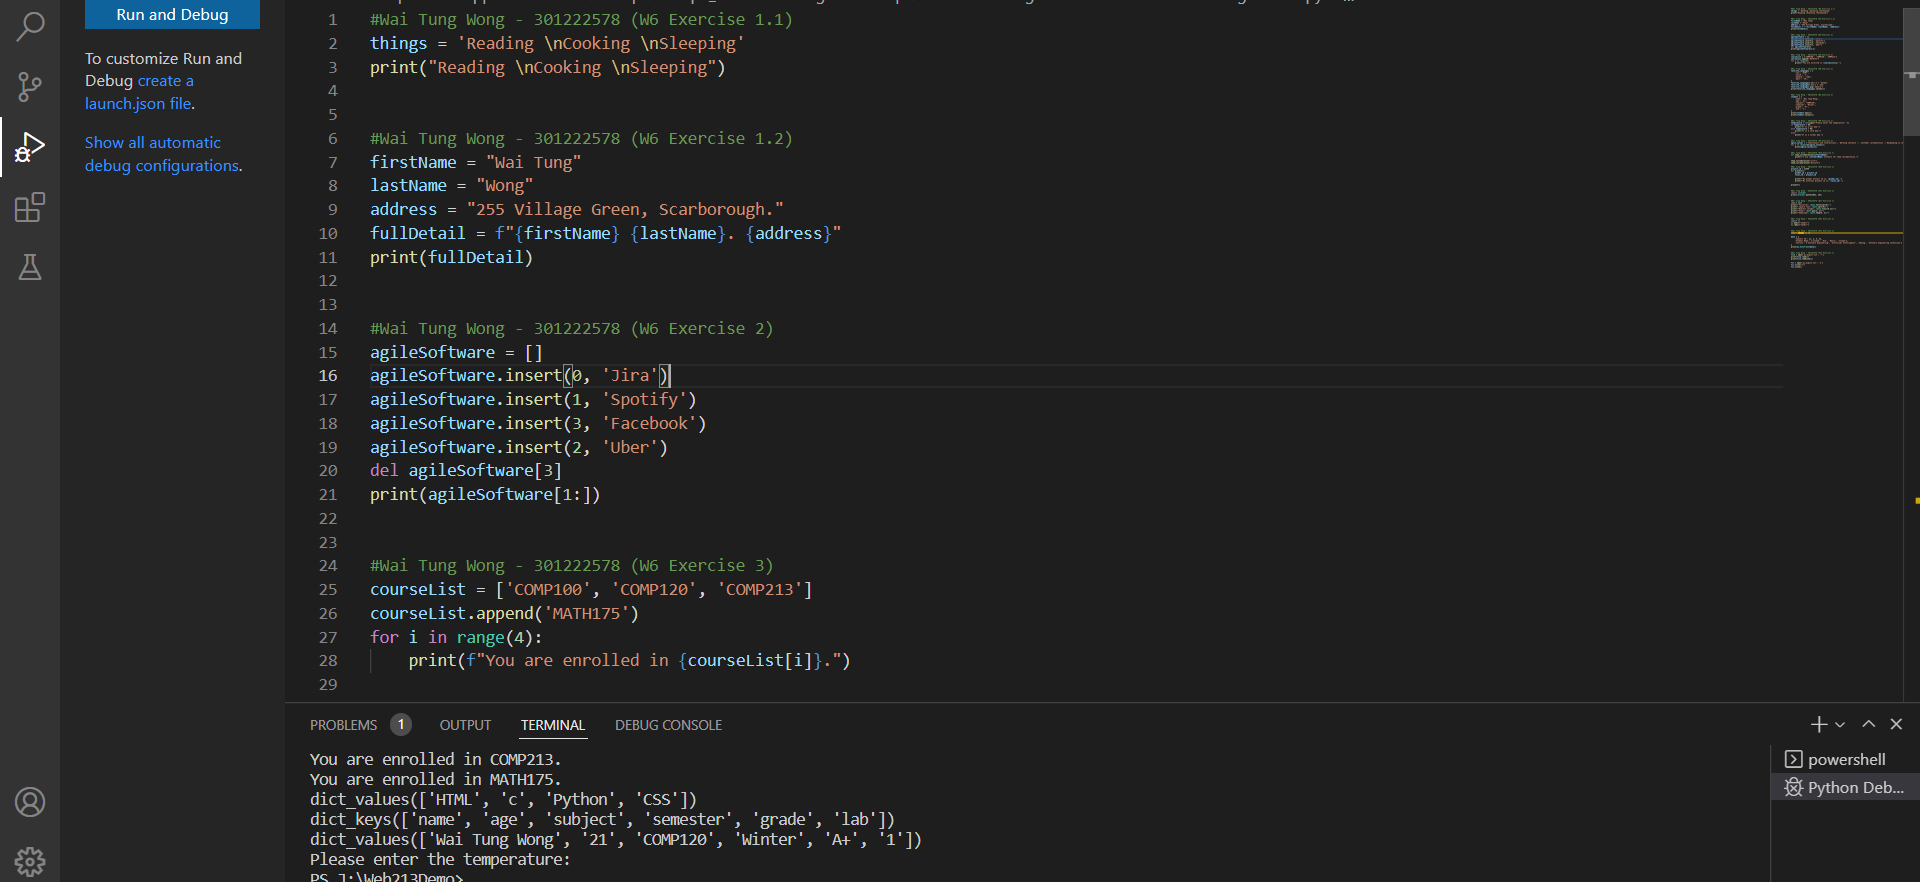 Run and Debug
To customize Run and
Debug create a
launch.json file.
Show all automatic
debug configurations.
1 #Wai Tung Wong - 301222578 (W6 Exercise 1.1)
2 things = 'Reading \nCooking \nSleeping'
3 print("Reading \nCooking \nSleeping")
4
5
6 #Wai Tung Wong - 301222578 (W6 Exercise 1.2)
7 firstName = "Wai Tung"
8 lastName = "Wong"
9 address = "255 Village Green, Scarborough."
10 fullDetail = f"{firstName} {lastName}. {address}"
11 print(fullDetail)
12
13
14 #Wai Tung Wong - 301222578 (W6 Exercise 2)
15 agileSoftware = []
16 agileSoftware.insert(0, 'Jira')
17 agileSoftware.insert(1, 'Spotify')
18 agileSoftware.insert(3, 'Facebook')
19 agileSoftware.insert(2, 'Uber')
20 del agileSoftware[3]
21 print(agileSoftware[1:])
22
23
24 #Wai Tung Wong - 301222578 (W6 Exercise 3)
25 courseList = ['COMP100', 'COMP120', 'COMP213']
26 courseList.append('MATH175')
27 for i in range(4):
28     print(f"You are enrolled in {courseList[i]}.")
29
PROBLEMS 1 OUTPUT TERMINAL DEBUG CONSOLE
You are enrolled in COMP213.
You are enrolled in MATH175.
dict_values(['HTML', 'c', 'Python', 'CSS'])
dict_keys(['name', 'age', 'subject', 'semester', 'grade', 'lab'])
dict_values(['Wai Tung Wong', '21', 'COMP120', 'Winter', 'A+', '1'])
Please enter the temperature:
PS J:\Web213Demo>
powershell
Python Deb...